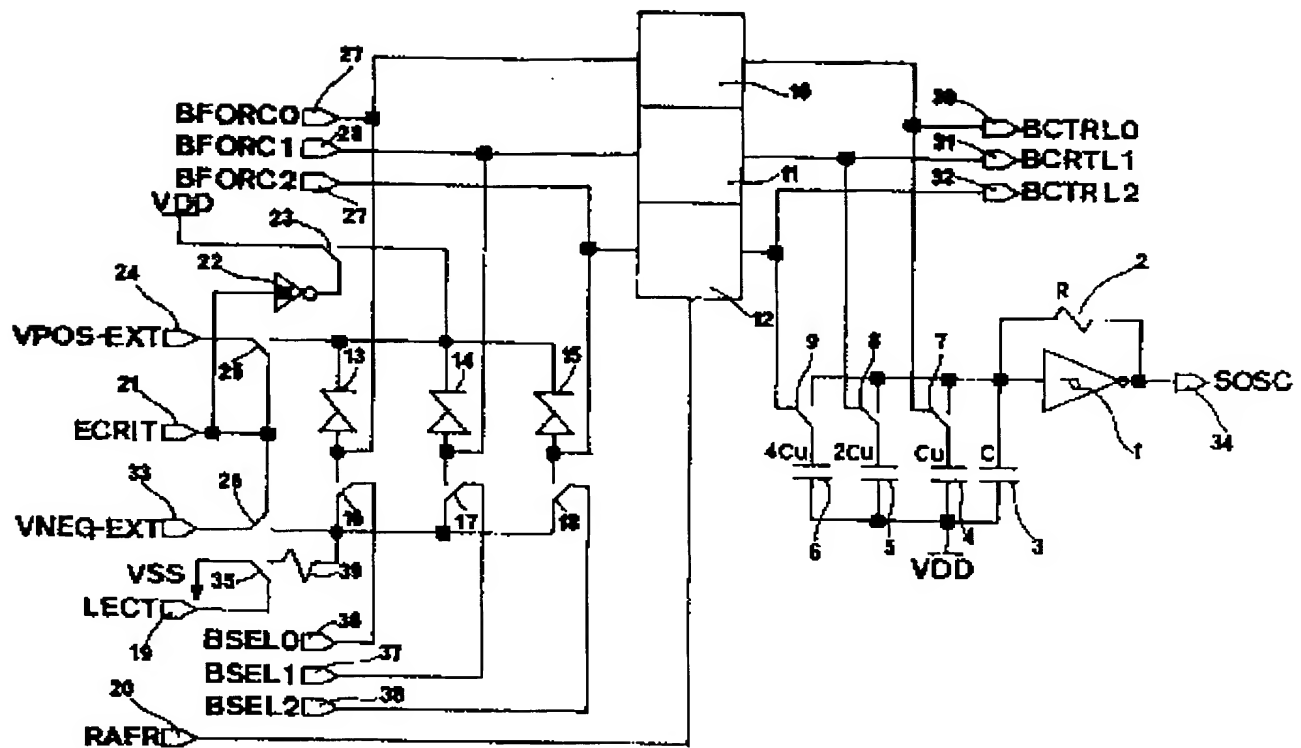 27
BFORC0
28
BFORC1
BFORC2
27
VDD
23
22
24
VPOS-EXT
25
21
ECRIT
33
26
VNEG-EXT
VSS
35
39
LECT
19
BSEL0
36
BSEL1
37
BSEL2
38
20
RAFR
13
14
15
16
17
18
10
11
12
30
BCTRL0
31
BCRTL1
32
BCTRL2
2
R
9
8
7
SOSC
34
1
4Cu
2Cu
Cu
C
6
5
4
3
VDD